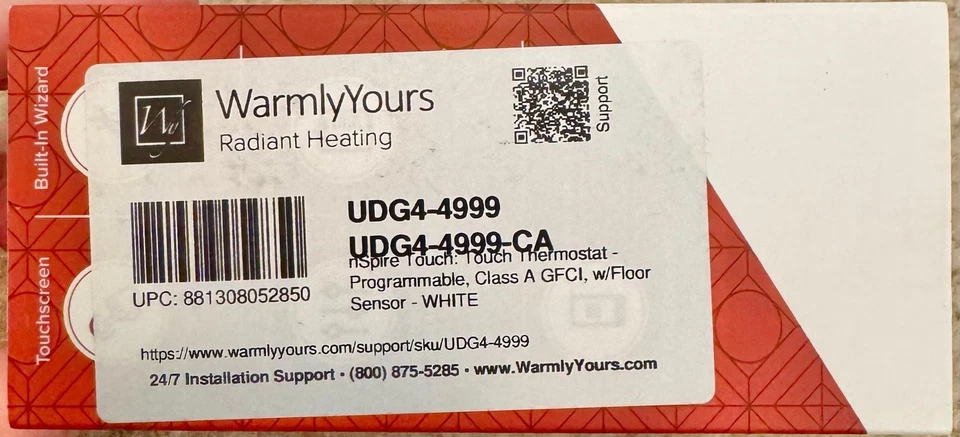 Built-In Wizard
Touchscreen
WarmlyYours
Radiant Heating
Support
UDG4-4999
UDG4-4999-CA
nSpire Touch: Touch Thermostat -
Programmable, Class A GFCI, w/Floor
Sensor - WHITE
UPC: 881308052850
https://www.warmlyyours.com/support/sku/UDG4-4999
24/7 Installation Support • (800) 875-5285 • www.WarmlyYours.com